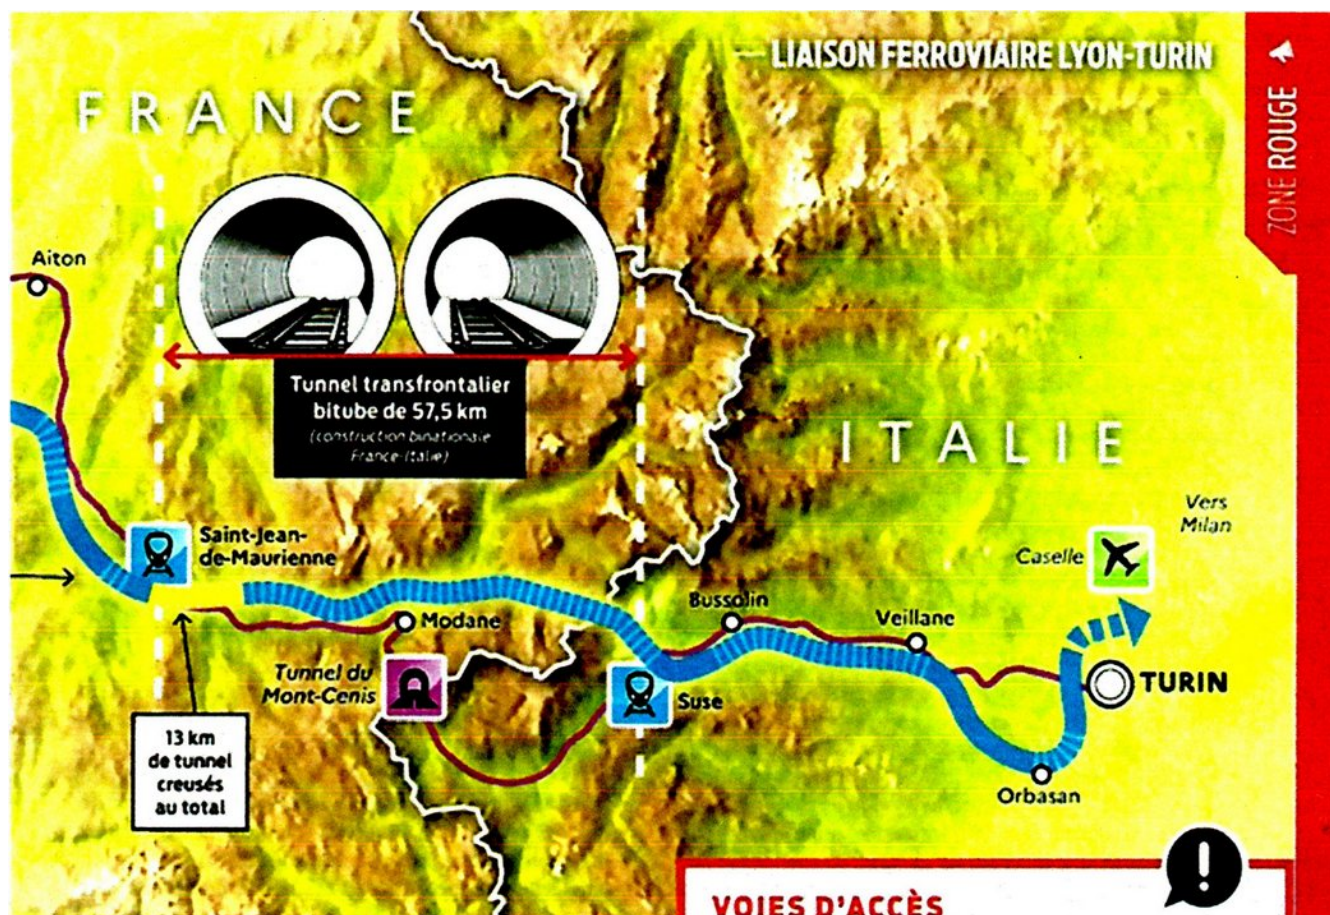 LIAISON FERROVIAIRE LYON-TURIN
ZONE ROUGE
FRANCE
Aiton
Tunnel transfrontalier
bitube de 57,5 km
(construction binationale
France-Italie)
ITALIE
Vers
Milan
Caselle
Saint-Jean-
de-Maurienne
Bussolin
Veillane
Modane
Tunnel du
Mont-Cenis
Suse
TURIN
13 km
de tunnel
creusés
au total
Orbasan
!
VOIES D'ACCÈS